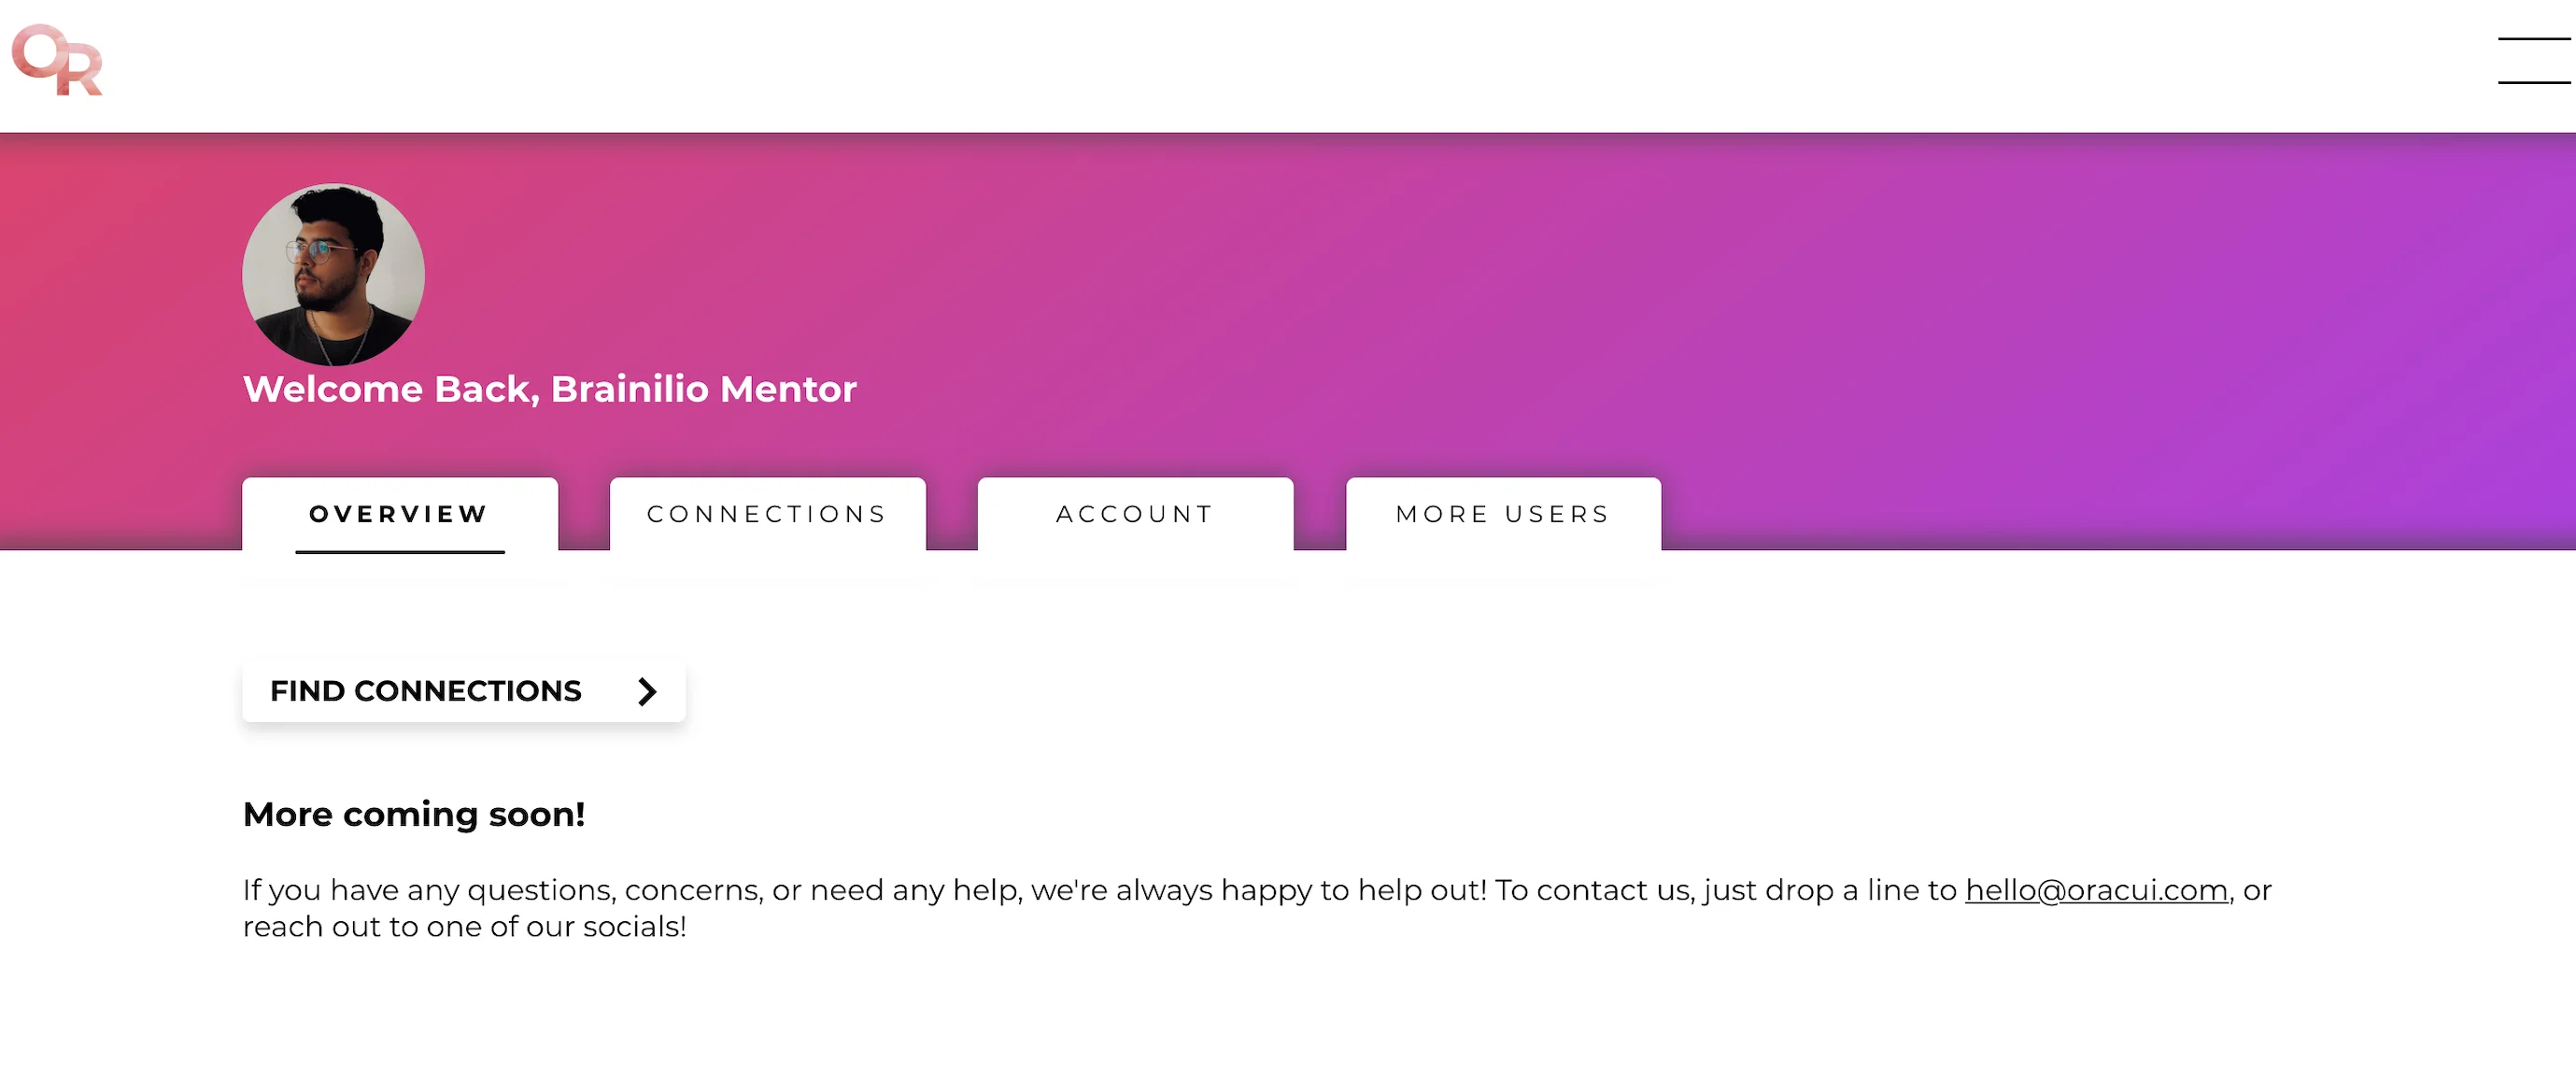 OR
Welcome Back, Brainilio Mentor
OVERVIEW
CONNECTIONS
ACCOUNT
MORE USERS
FIND CONNECTIONS
More coming soon!
If you have any questions, concerns, or need any help, we're always happy to help out! To contact us, just drop a line to hello@oracui.com, or
reach out to one of our socials!